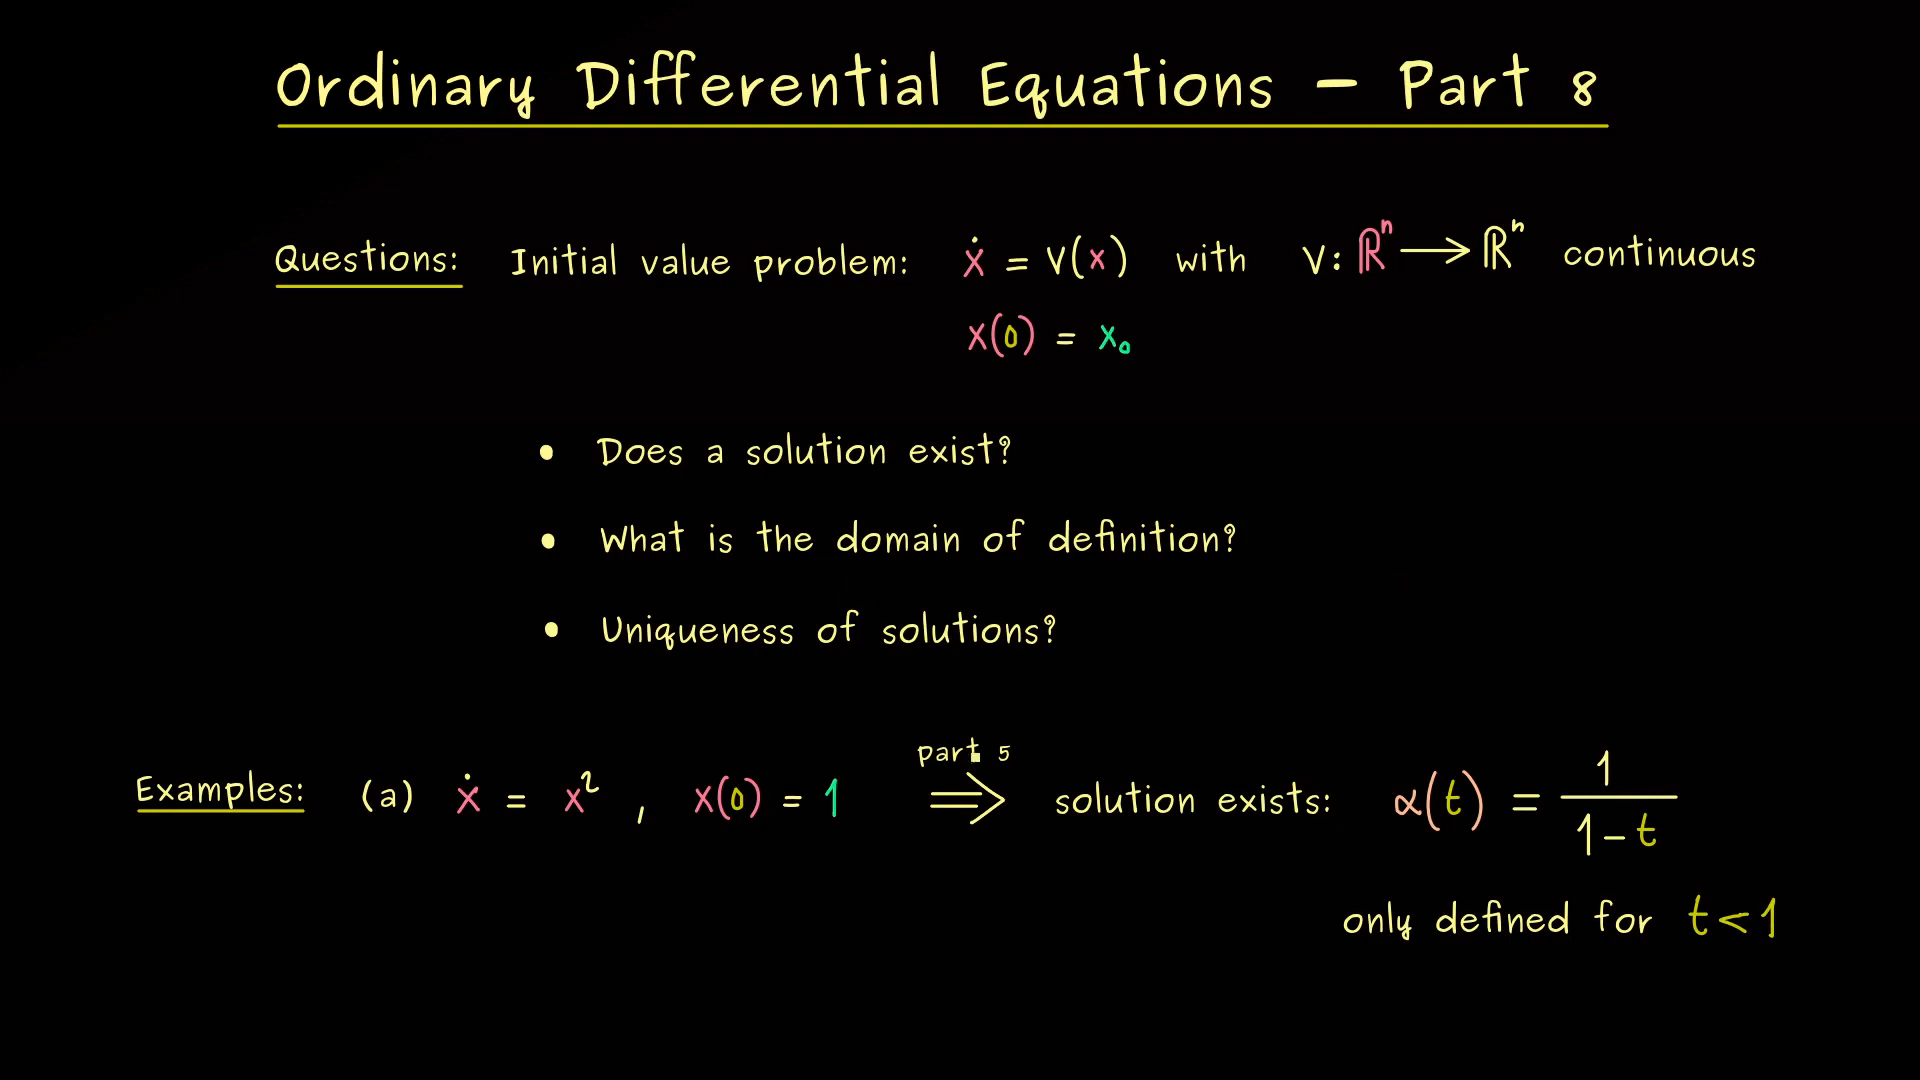 Ordinary Differential Equations – Part 8
Questions: Initial value problem: ẋ = v(x) with v: ℝⁿ ⟶ ℝⁿ continuous
x(0) = x₀
• Does a solution exist?
• What is the domain of definition?
• Uniqueness of solutions?
part 5
Examples: (a) ẋ = x² , x(0) = 1 ⟹ solution exists: α(t) = 1/(1-t)
only defined for t < 1